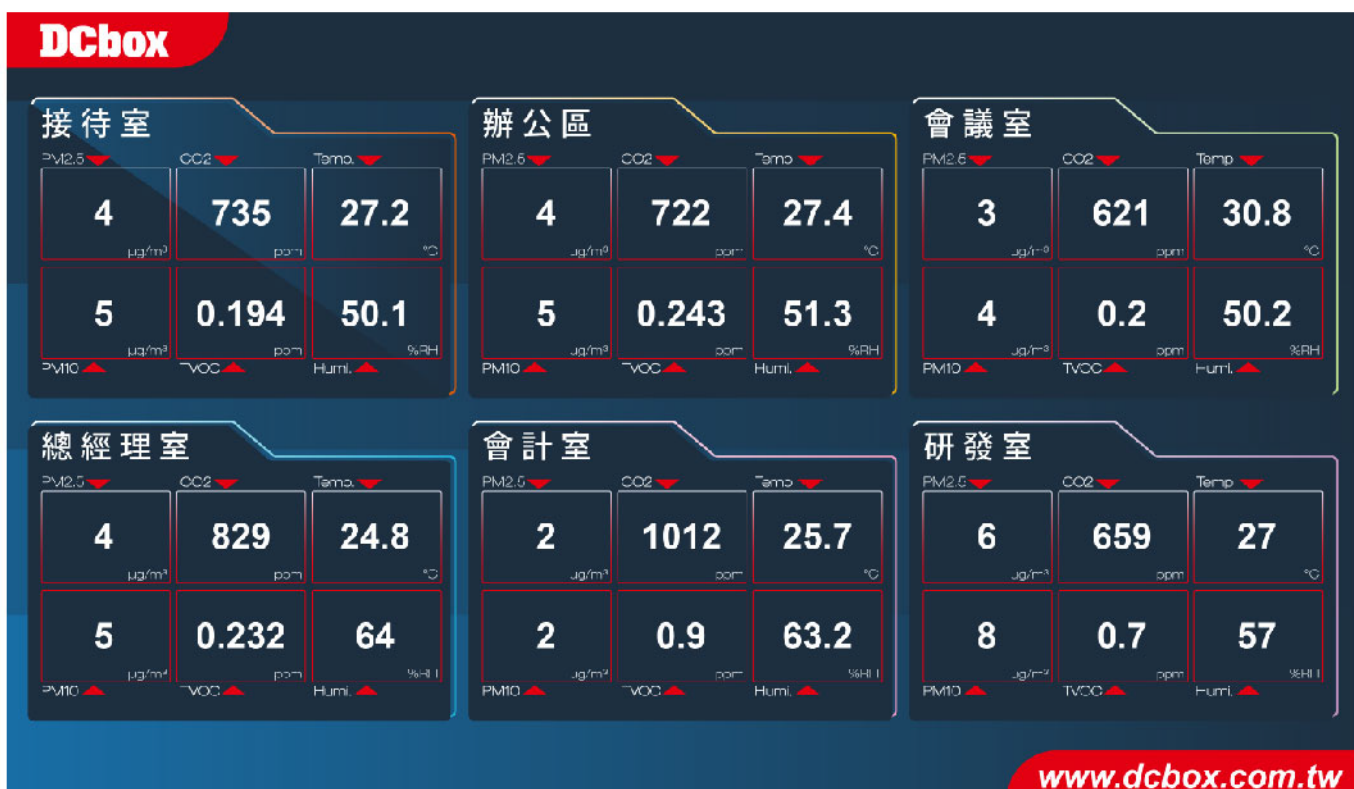 DCbox
接待室
PM2.5 CO2 Temp.
4 735 27.2
µg/m³ ppm °C
5 0.194 50.1
µg/m³ ppm %RH
PM10 TVOC Humi.
辦公區
PM2.5 CO2 Temp
4 722 27.4
µg/m³ ppm °C
5 0.243 51.3
µg/m³ ppm %RH
PM10 TVOC Humi.
會議室
PM2.5 CO2 Temp
3 621 30.8
µg/m³ ppm °C
4 0.2 50.2
µg/m³ ppm %RH
PM10 TVOC Humi.
總經理室
PM2.5 CO2 Temp.
4 829 24.8
µg/m³ ppm °C
5 0.232 64
µg/m³ ppm %RH
PM10 TVOC Humi.
會計室
PM2.5 CO2 Temp
2 1012 25.7
µg/m³ ppm °C
2 0.9 63.2
µg/m³ ppm %RH
PM10 TVOC Humi.
研發室
PM2.5 CO2 Temp
6 659 27
µg/m³ ppm °C
8 0.7 57
µg/m³ ppm %RH
PM10 TVOC Humi.
www.dcbox.com.tw